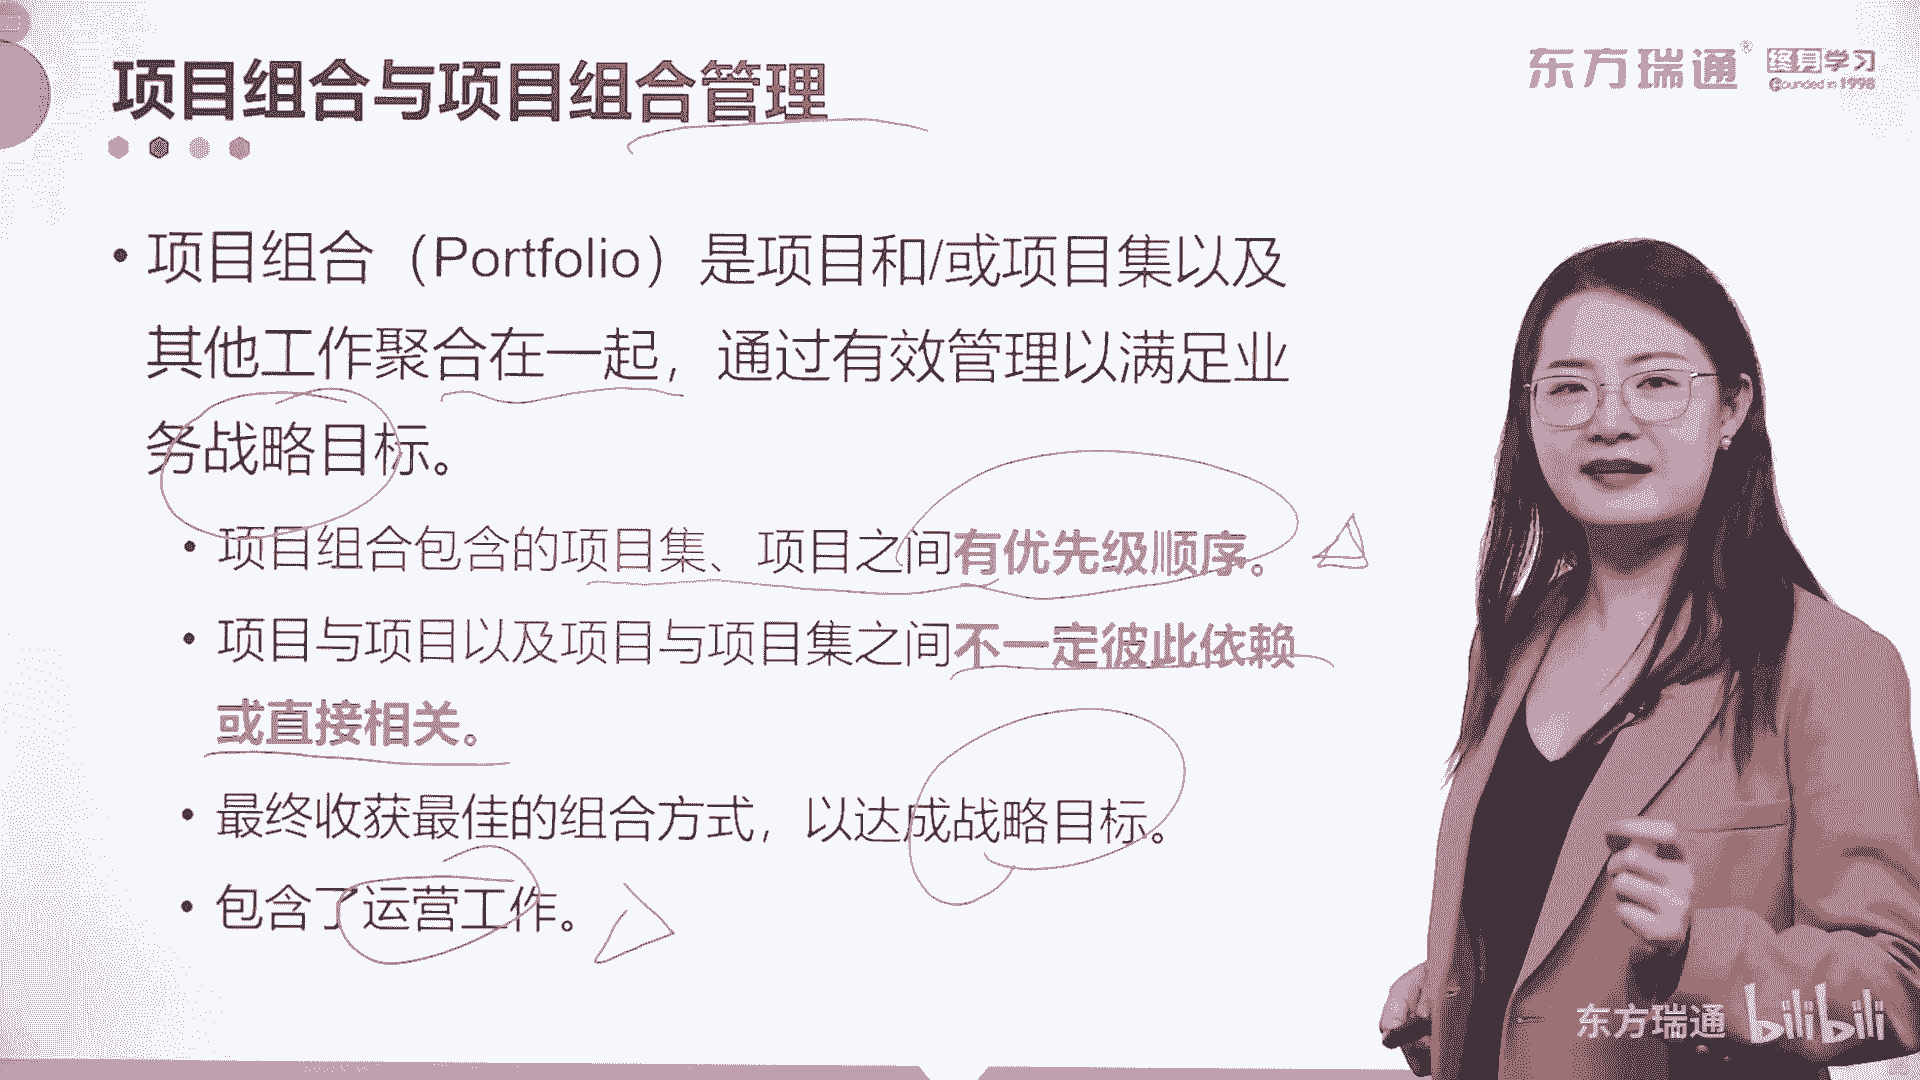 项目组合与项目组合管理
东方瑞通®
终身学习
Founded in 1998
• 项目组合（Portfolio）是项目和/或项目集以及
其他工作聚合在一起，通过有效管理以满足业
务战略目标。
• 项目组合包含的项目集、项目之间有优先级顺序。
• 项目与项目以及项目与项目集之间不一定彼此依赖
或直接相关。
• 最终收获最佳的组合方式，以达成战略目标。
• 包含了运营工作。
东方瑞通 bilibili